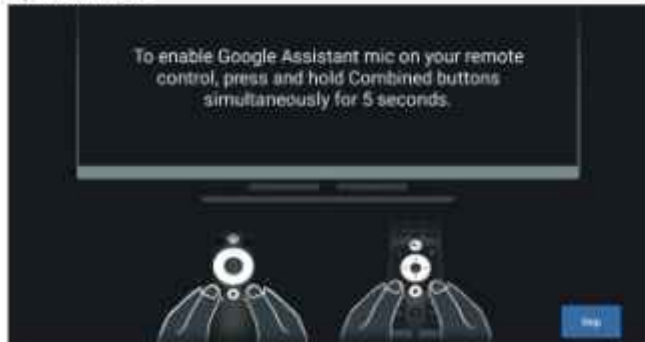 To enable Google Assistant mic on your remote
control, press and hold Combined buttons
simultaneously for 5 seconds.